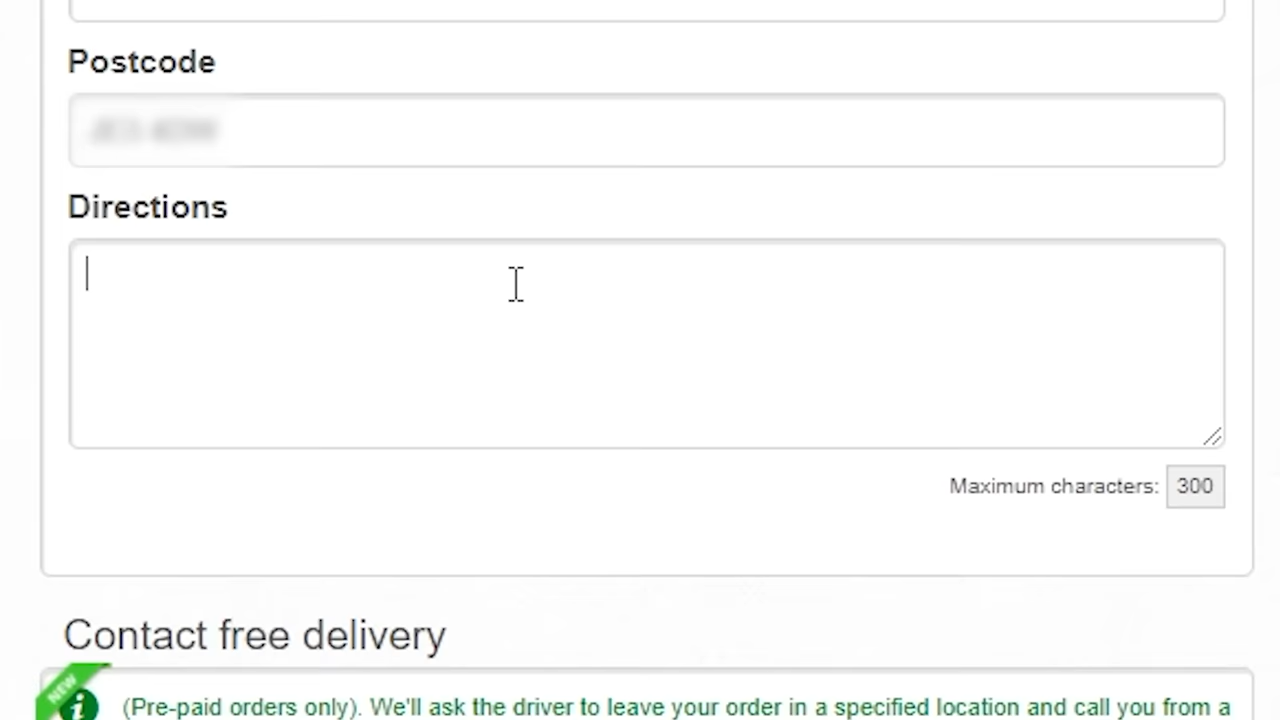 Postcode
Directions
Maximum characters: 300
Contact free delivery
NEW
i
(Pre-paid orders only). We'll ask the driver to leave your order in a specified location and call you from a